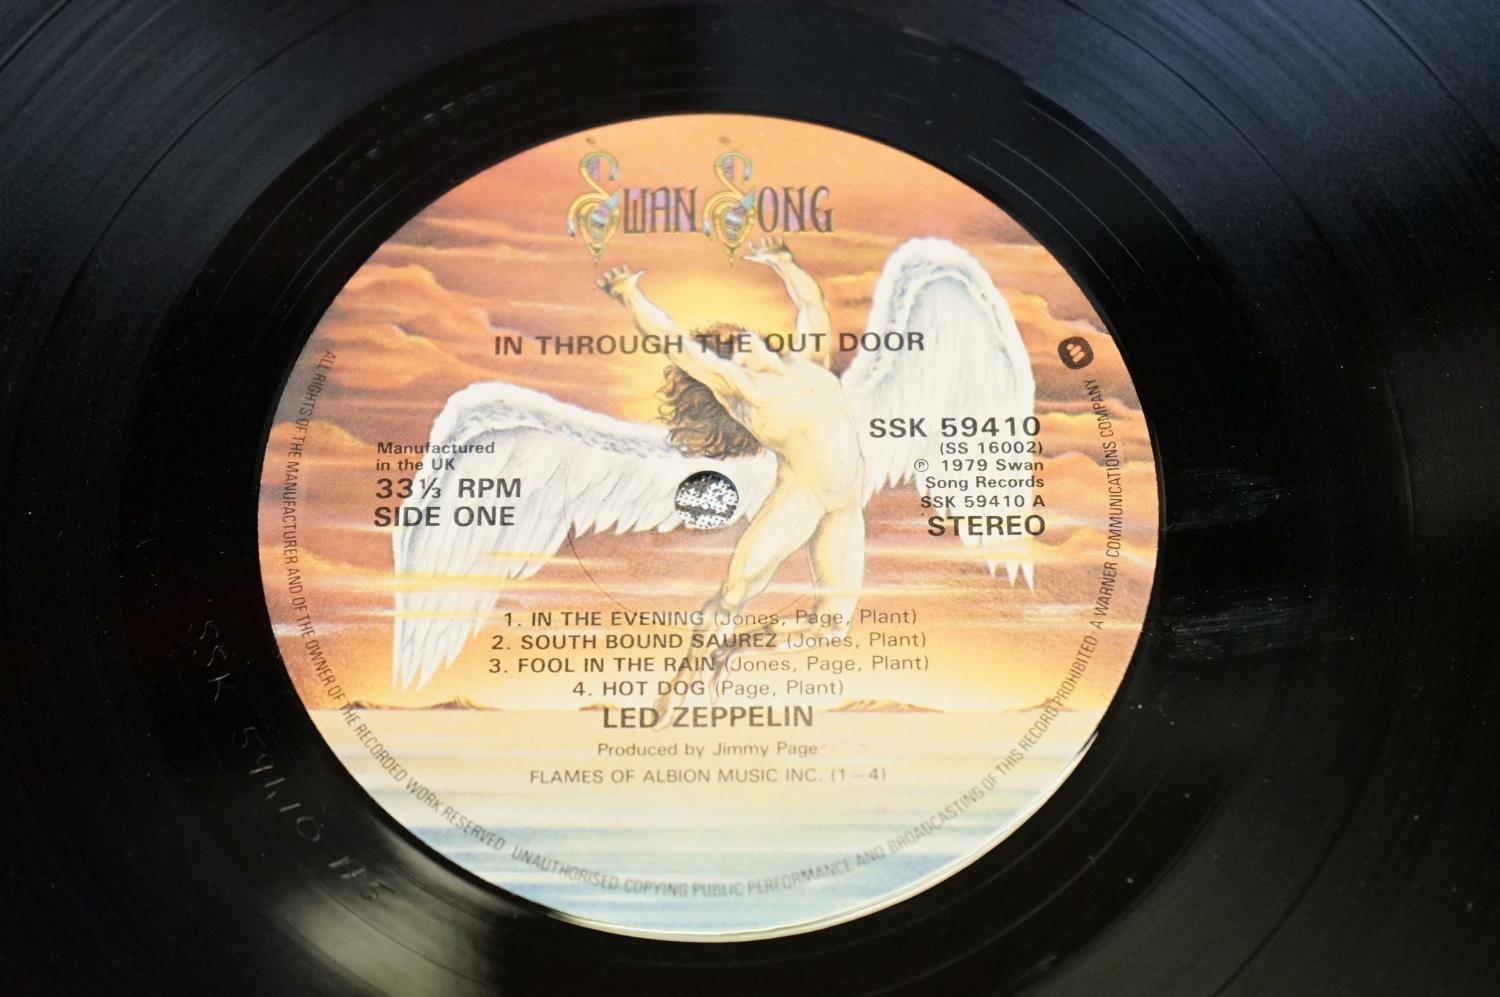 SWAN SONG
IN THROUGH THE OUT DOOR
Manufactured
in the UK
33⅓ RPM
SIDE ONE
SSK 59410
(SS 16002)
℗ 1979 Swan
Song Records
SSK 59410 A
STEREO
1. IN THE EVENING (Jones, Page, Plant)
2. SOUTH BOUND SAUREZ (Jones, Plant)
3. FOOL IN THE RAIN (Jones, Page, Plant)
4. HOT DOG (Page, Plant)
LED ZEPPELIN
Produced by Jimmy Page
FLAMES OF ALBION MUSIC INC. (1–4)
ALL RIGHTS OF THE MANUFACTURER AND OF THE OWNER OF THE RECORDED WORK RESERVED UNAUTHORISED COPYING PUBLIC PERFORMANCE AND BROADCASTING OF THIS RECORD PROHIBITED · A WARNER COMMUNICATIONS COMPANY
SSK 59410